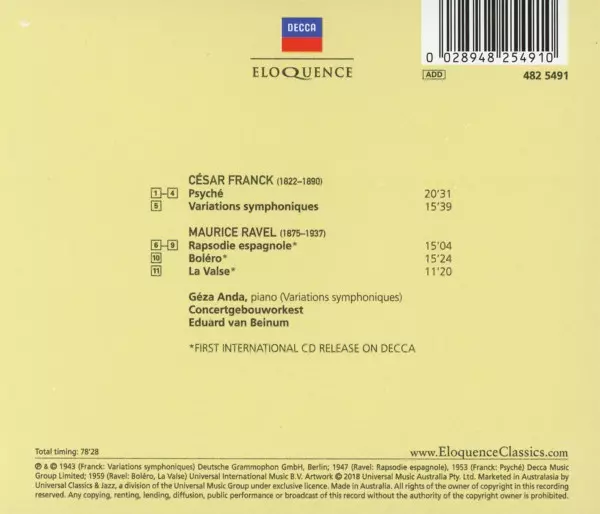 DECCA
ELOQUENCE
0 028948 254910
ADD
482 5491
CÉSAR FRANCK (1822–1890)
1–4 Psyché 20'31
5 Variations symphoniques 15'39
MAURICE RAVEL (1875–1937)
6–9 Rapsodie espagnole* 15'04
10 Boléro* 15'24
11 La Valse* 11'20
Géza Anda, piano (Variations symphoniques)
Concertgebouworkest
Eduard van Beinum
*FIRST INTERNATIONAL CD RELEASE ON DECCA
Total timing: 78'28
www.EloquenceClassics.com
℗ & © 1943 (Franck: Variations symphoniques) Deutsche Grammophon GmbH, Berlin; 1947 (Ravel: Rapsodie espagnole), 1953 (Franck: Psyché) Decca Music
Group Limited; 1959 (Ravel: Boléro, La Valse) Universal International Music B.V. Artwork © 2018 Universal Music Australia Pty. Ltd. Marketed in Australasia by
Universal Classics & Jazz, a division of the Universal Music Group under exclusive licence. Made in Australia. All rights of the owner of copyright in this recording
reserved. Any copying, renting, lending, diffusion, public performance or broadcast of this record without the authority of the copyright owner is prohibited.